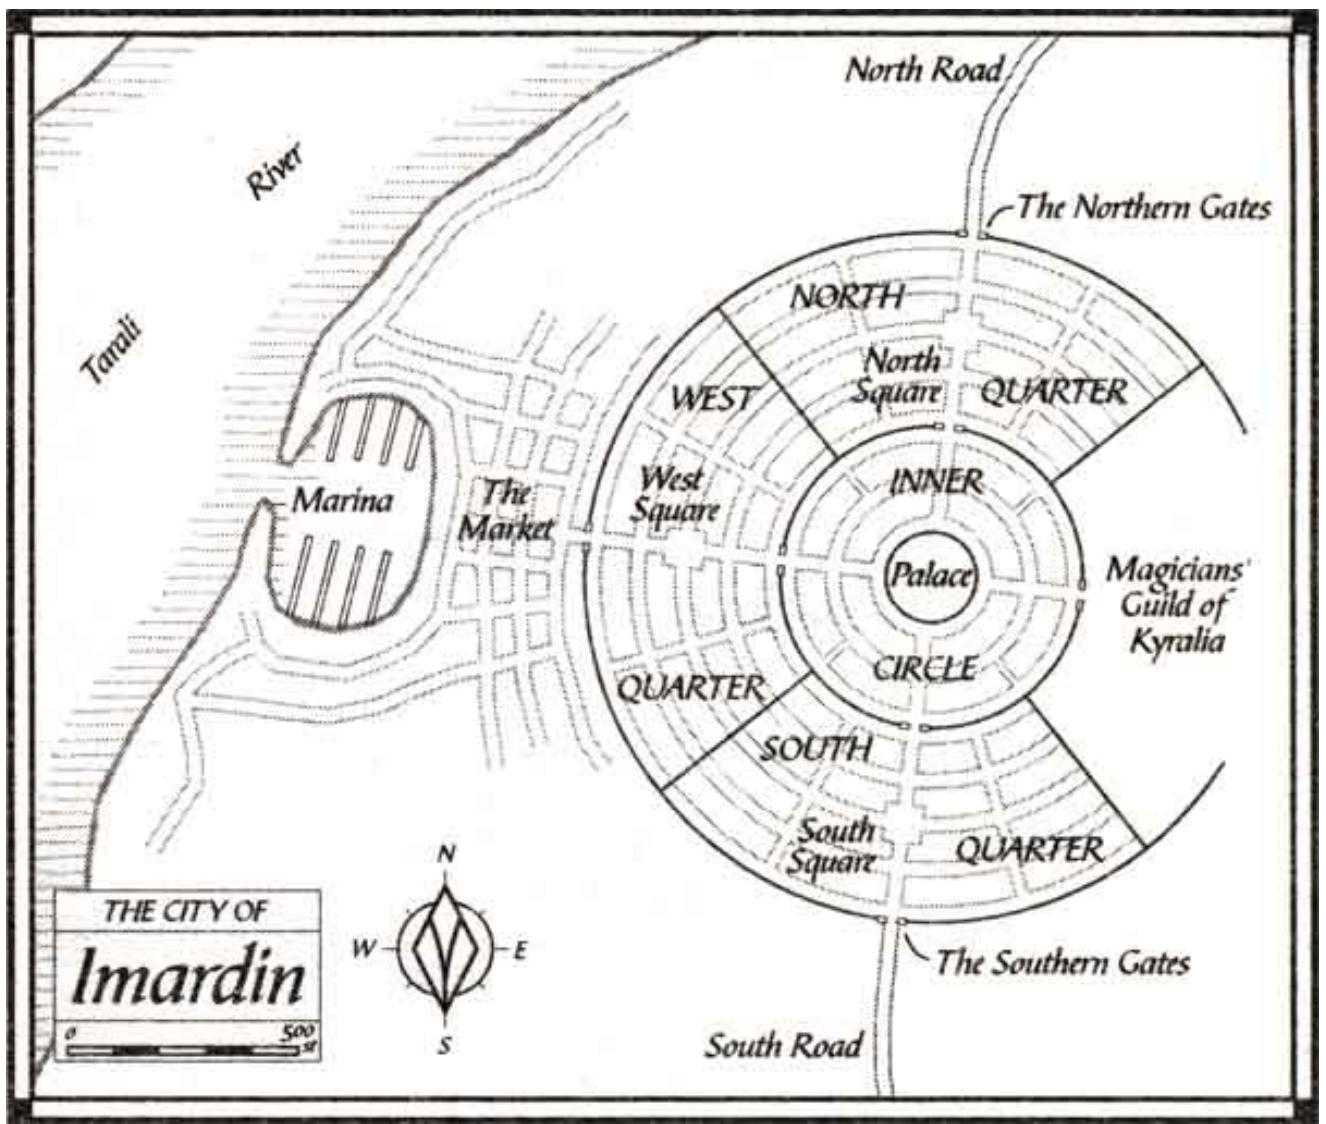 North Road
River
The Northern Gates
Tarali
NORTH
North
Square
QUARTER
WEST
INNER
West
Square
Marina
The
Market
Palace
Magicians'
Guild of
Kyralia
CIRCLE
QUARTER
SOUTH
South
Square
QUARTER
N
W
E
S
THE CITY OF
Imardin
0
500
st
The Southern Gates
South Road